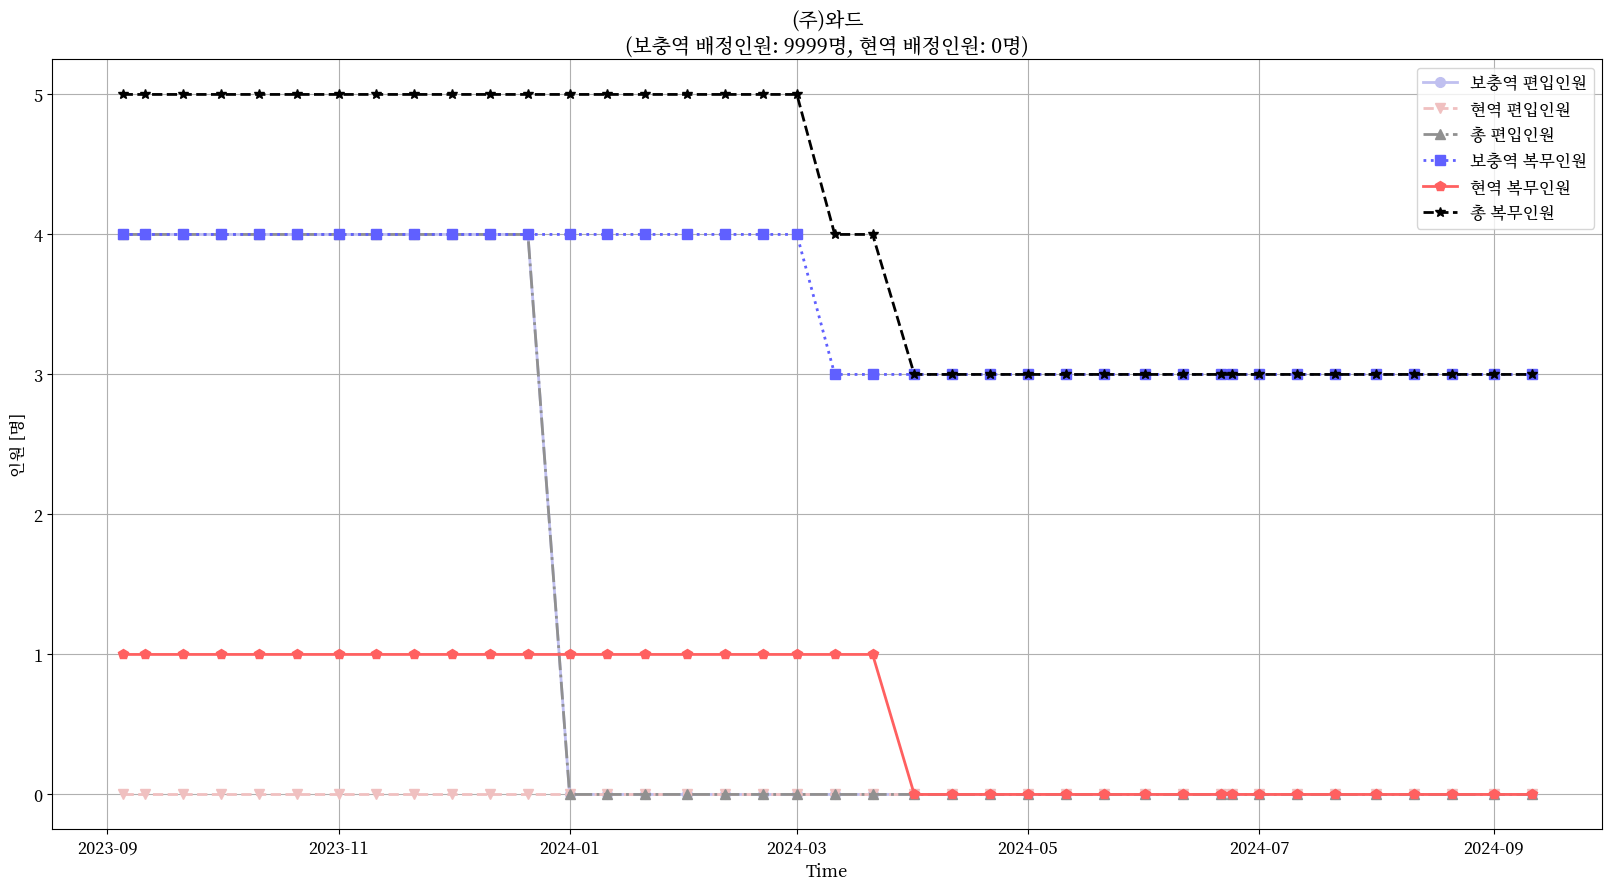 (주)와드
(보충역 배정인원: 9999명, 현역 배정인원: 0명)
보충역 편입인원
현역 편입인원
총 편입인원
보충역 복무인원
현역 복무인원
총 복무인원
인원 [명]
5
4
3
2
1
0
2023-09 2023-11 2024-01 2024-03 2024-05 2024-07 2024-09
Time